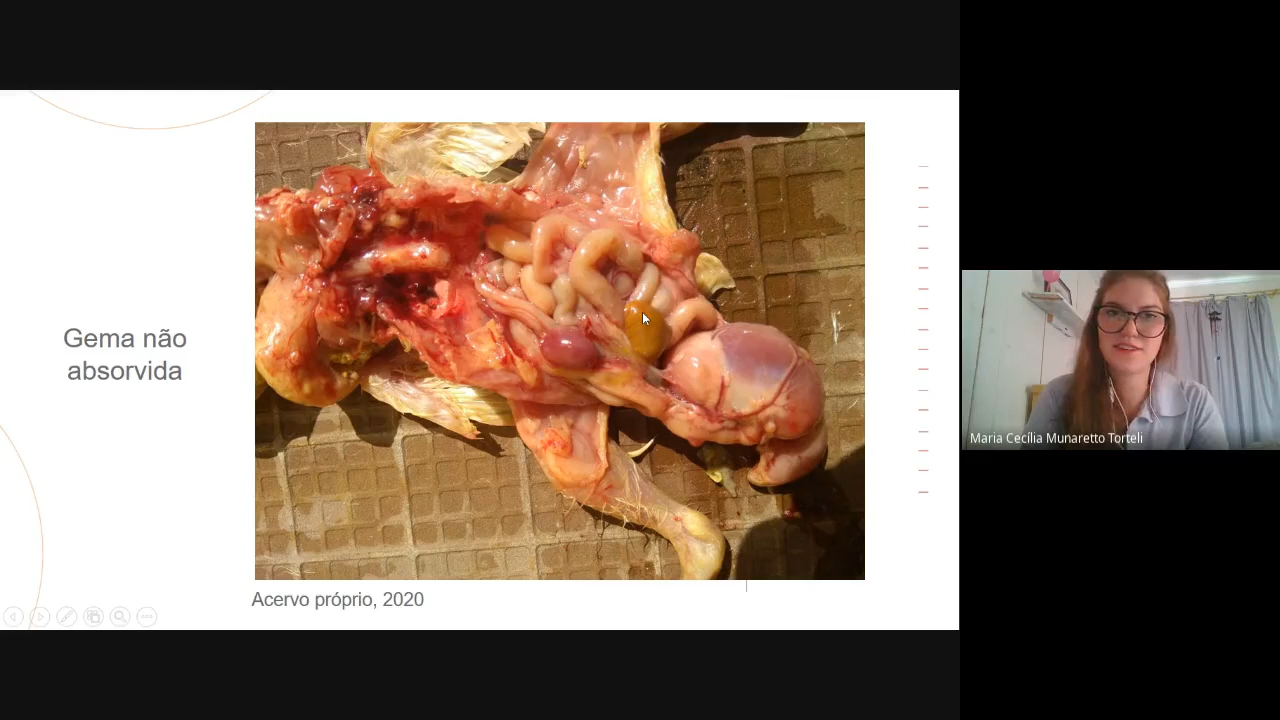 Gema não
absorvida
Acervo próprio, 2020
Maria Cecília Munaretto Torteli